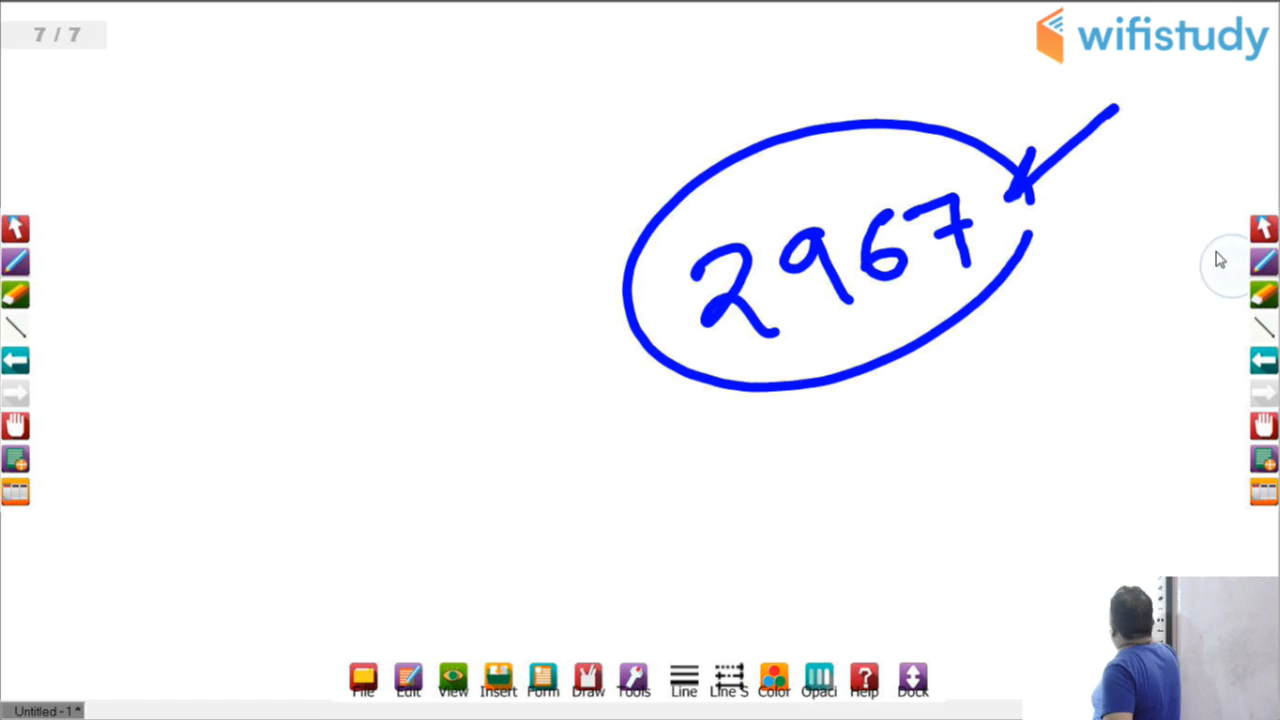 7 / 7
wifistudy
2967
File Edit View Insert Form Draw Tools Line Line S Color Opaci Help Dock
Untitled - 1 *